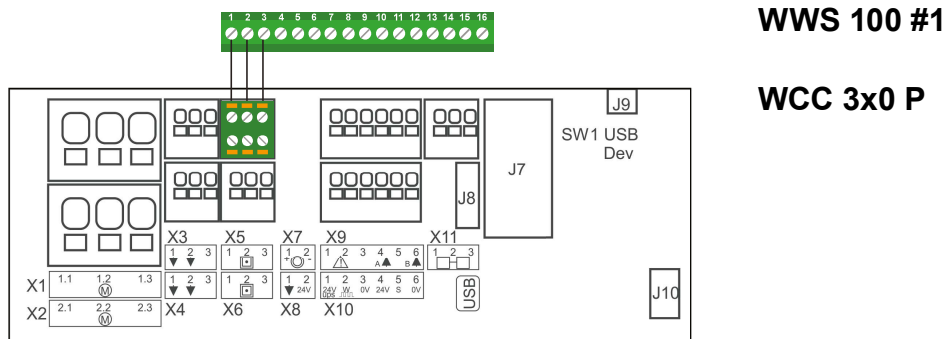 1 2 3 4 5 6 7 8 9 10 11 12 13 14 15 16
WWS 100 #1
WCC 3x0 P
J9
SW1 USB
Dev
J7
J8
X3 X5 X7 X9 X11
1 2 3 1 2 3 1 2 1 2 3 4 5 6 1 2 3
+ - A B
X1 1.1 1.2 1.3
M
1 2 3 1 2 3 1 2 1 2 3 4 5 6
24V 24V W 0V 24V S 0V
0ps
USB
J10
X2 2.1 2.2 2.3
M
X4 X6 X8 X10